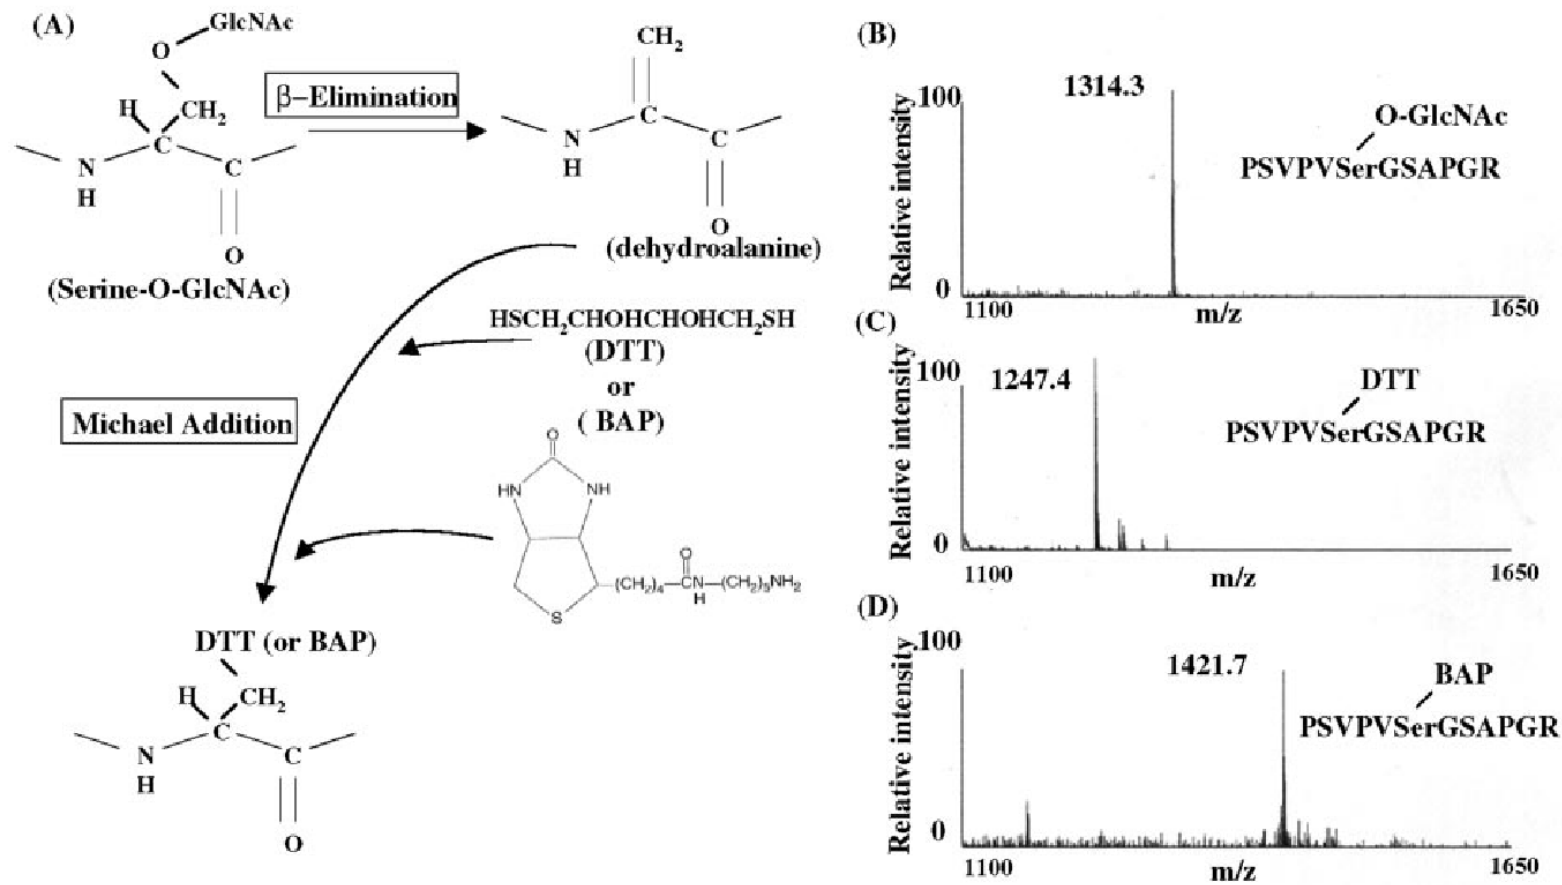 (A)
GlcNAc
O
H
CH₂
C
N
H
C
O
(Serine-O-GlcNAc)
β-Elimination
CH₂
C
N
H
C
O
(dehydroalanine)
HSCH₂CHOHCHOHCH₂SH
(DTT)
or
( BAP)
Michael Addition
O
HN
NH
S
(CH₂)₄
O
CN
H
(CH₂)₅NH₂
DTT (or BAP)
H
CH₂
C
N
H
C
O
(B)
Relative intensity
100
0
1314.3
O-GlcNAc
PSVPVSerGSAPGR
1100
m/z
1650
(C)
Relative intensity
100
0
1247.4
DTT
PSVPVSerGSAPGR
1100
m/z
1650
(D)
Relative intensity
100
0
1421.7
BAP
PSVPVSerGSAPGR
1100
m/z
1650